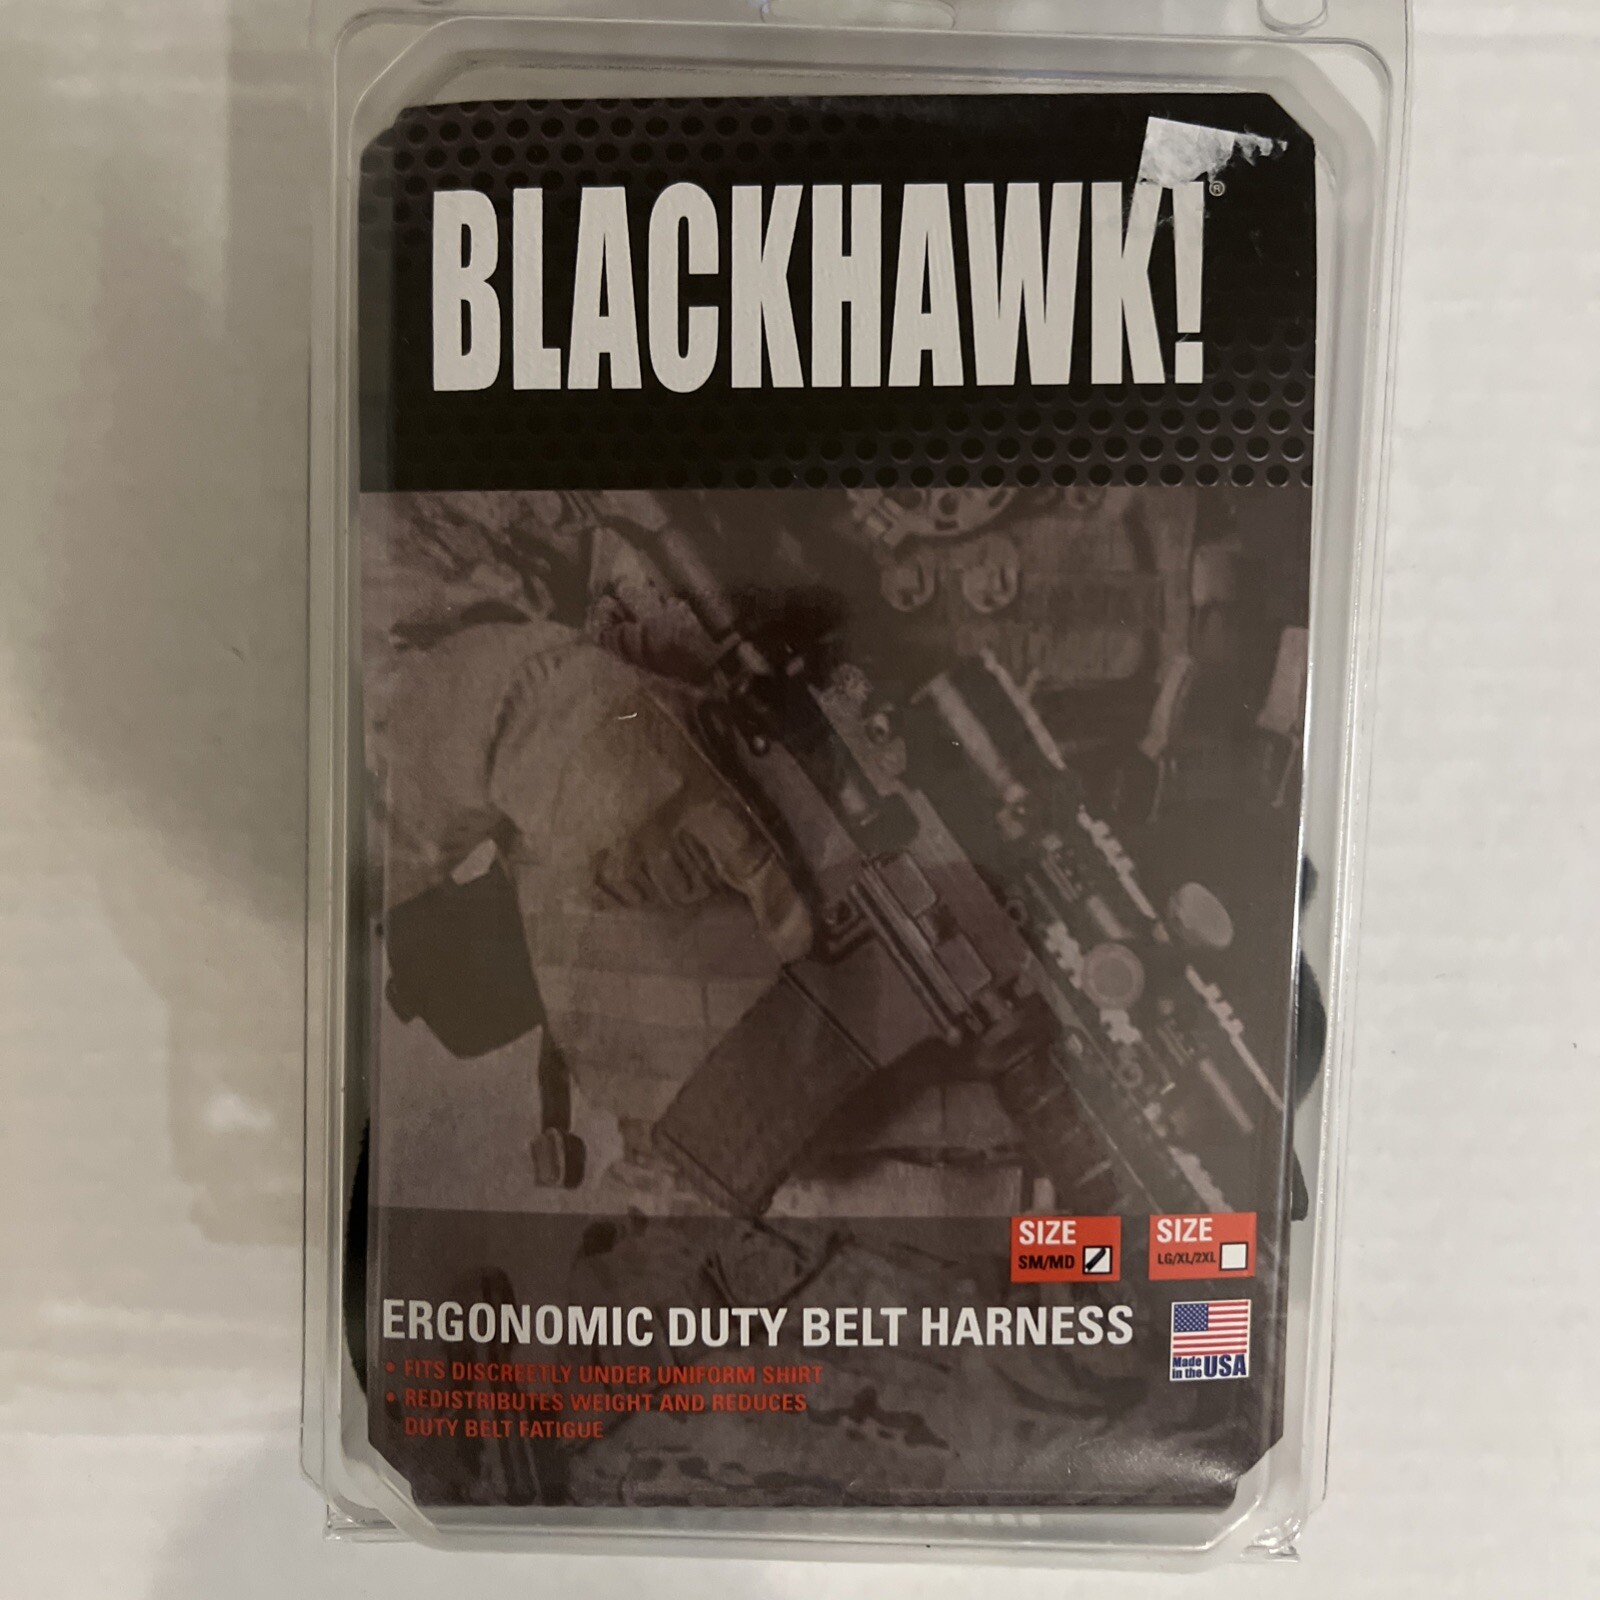 BLACKHAWK!®
SIZE
SM/MD
SIZE
LG/XL/2XL
ERGONOMIC DUTY BELT HARNESS
• FITS DISCREETLY UNDER UNIFORM SHIRT
• REDISTRIBUTES WEIGHT AND REDUCES
DUTY BELT FATIGUE
Made
in the USA